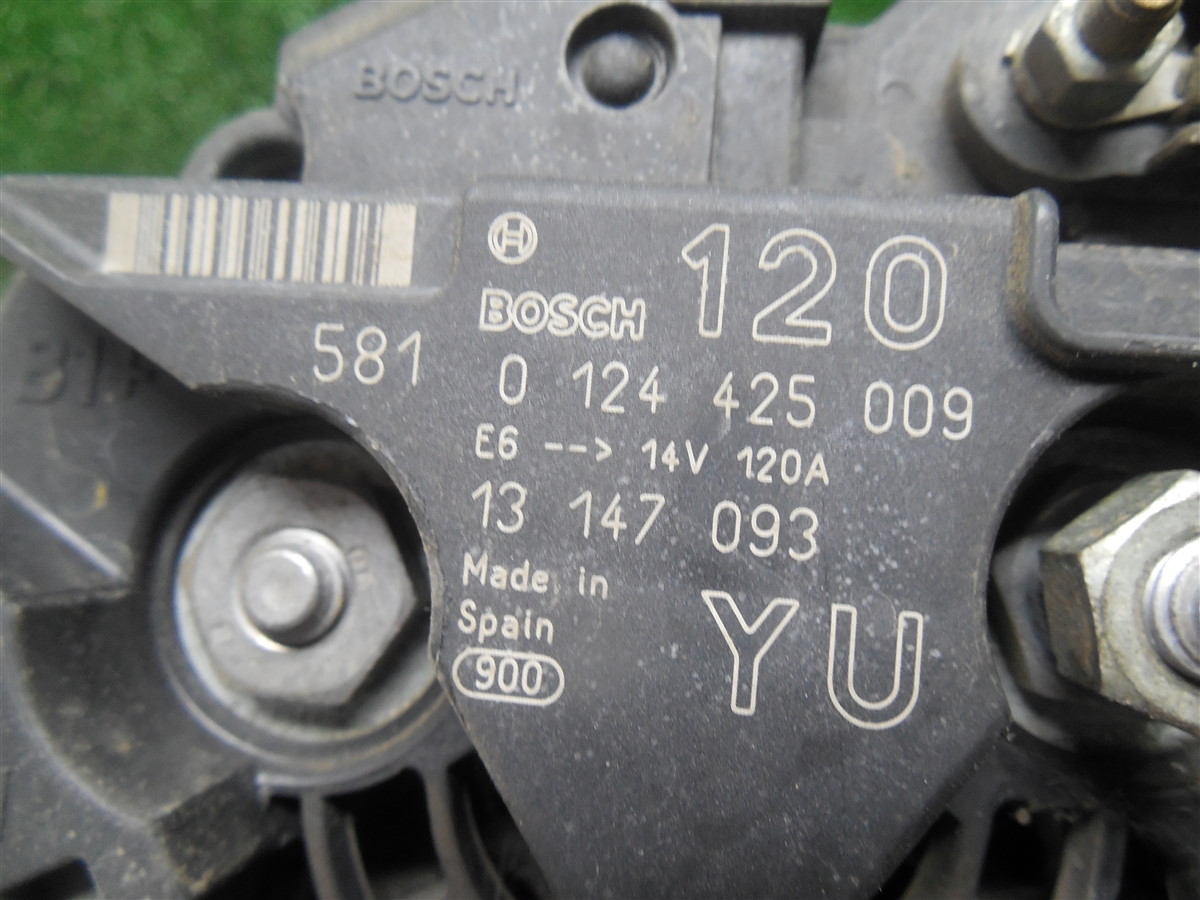 BOSCH
120
BOSCH
581
0 124 425 009
E6 --> 14V 120A
13 147 093
Made in
Spain
YU
900